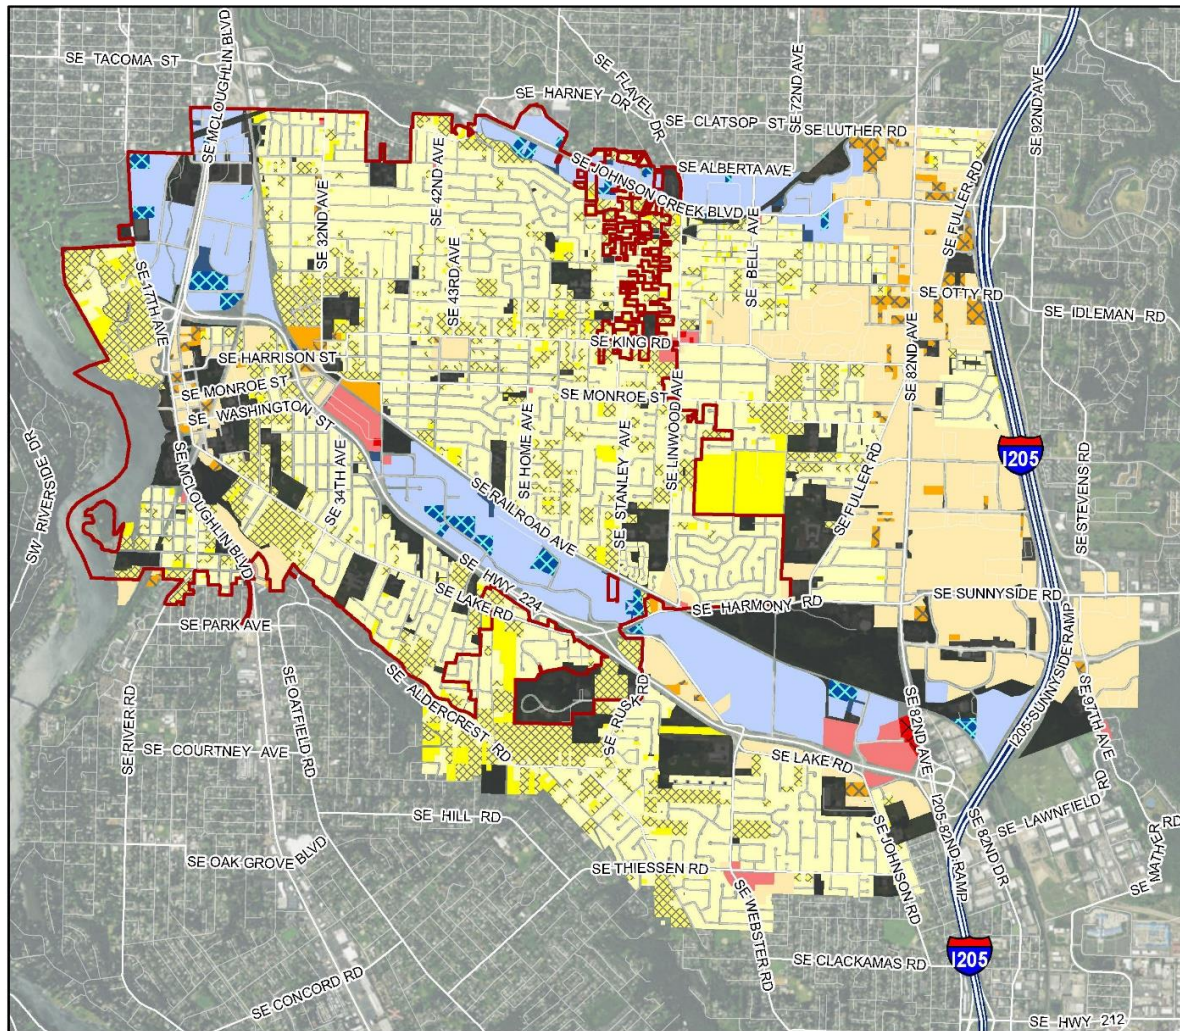 SE TACOMA ST
SE MCLOUGHLIN BLVD
SE HARNEY DR
SE FLAVEL DR
SE 72ND AVE
SE 92ND AVE
SE CLATSOP ST
SE LUTHER RD
SE ALBERTA AVE
SE JOHNSON CREEK BLVD
SE FULLER RD
SE 32ND AVE
SE 42ND AVE
SE 43RD AVE
SE BELL AVE
SE 17TH AVE
SE OTTY RD
SE IDLEMAN RD
SE KING RD
SE 82ND AVE
SE HARRISON ST
SE MONROE ST
SE MONROE ST
SE WASHINGTON ST
SE 34TH AVE
SE HOME AVE
SE STANLEY AVE
SE LINWOOD AVE
SE FULLER RD
I205
SE STEVENS RD
SW RIVERSIDE DR
SE MCLOUGHLIN BLVD
SE RAILROAD AVE
SE HWY 224
SE LAKE RD
SE HARMONY RD
SE SUNNYSIDE RD
SE PARK AVE
SE RIVER RD
SE OATFIELD RD
SE ALDERCREST RD
SE RUSK RD
I205-SUNNYSIDE RAMP
SE 97TH AVE
SE COURTNEY AVE
SE LAKE RD
SE 82ND AVE
SE HILL RD
SE LAWNFIELD RD
SE MATHER RD
SE OAK GROVE BLVD
SE THIESSEN RD
SE WEBSTER RD
SE JOHNSON RD
I205-82ND RAMP
SE 82ND DR
SE CONCORD RD
SE CLACKAMAS RD
I205
SE HWY 212